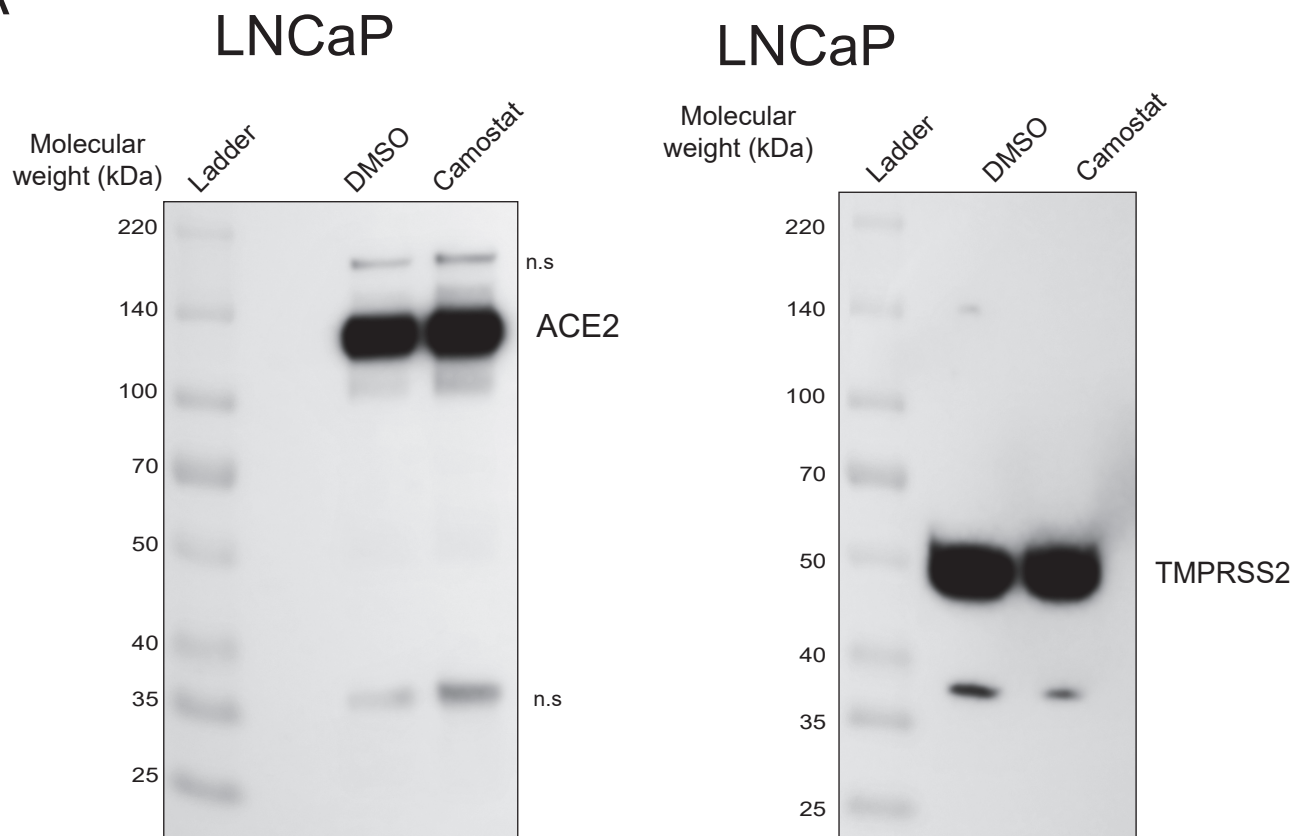 LNCaP
Molecular
weight (kDa)
Ladder
DMSO
Camostat
220
140
100
70
50
40
35
25
n.s
ACE2
n.s
LNCaP
Molecular
weight (kDa)
Ladder
DMSO
Camostat
220
140
100
70
50
40
35
25
TMPRSS2